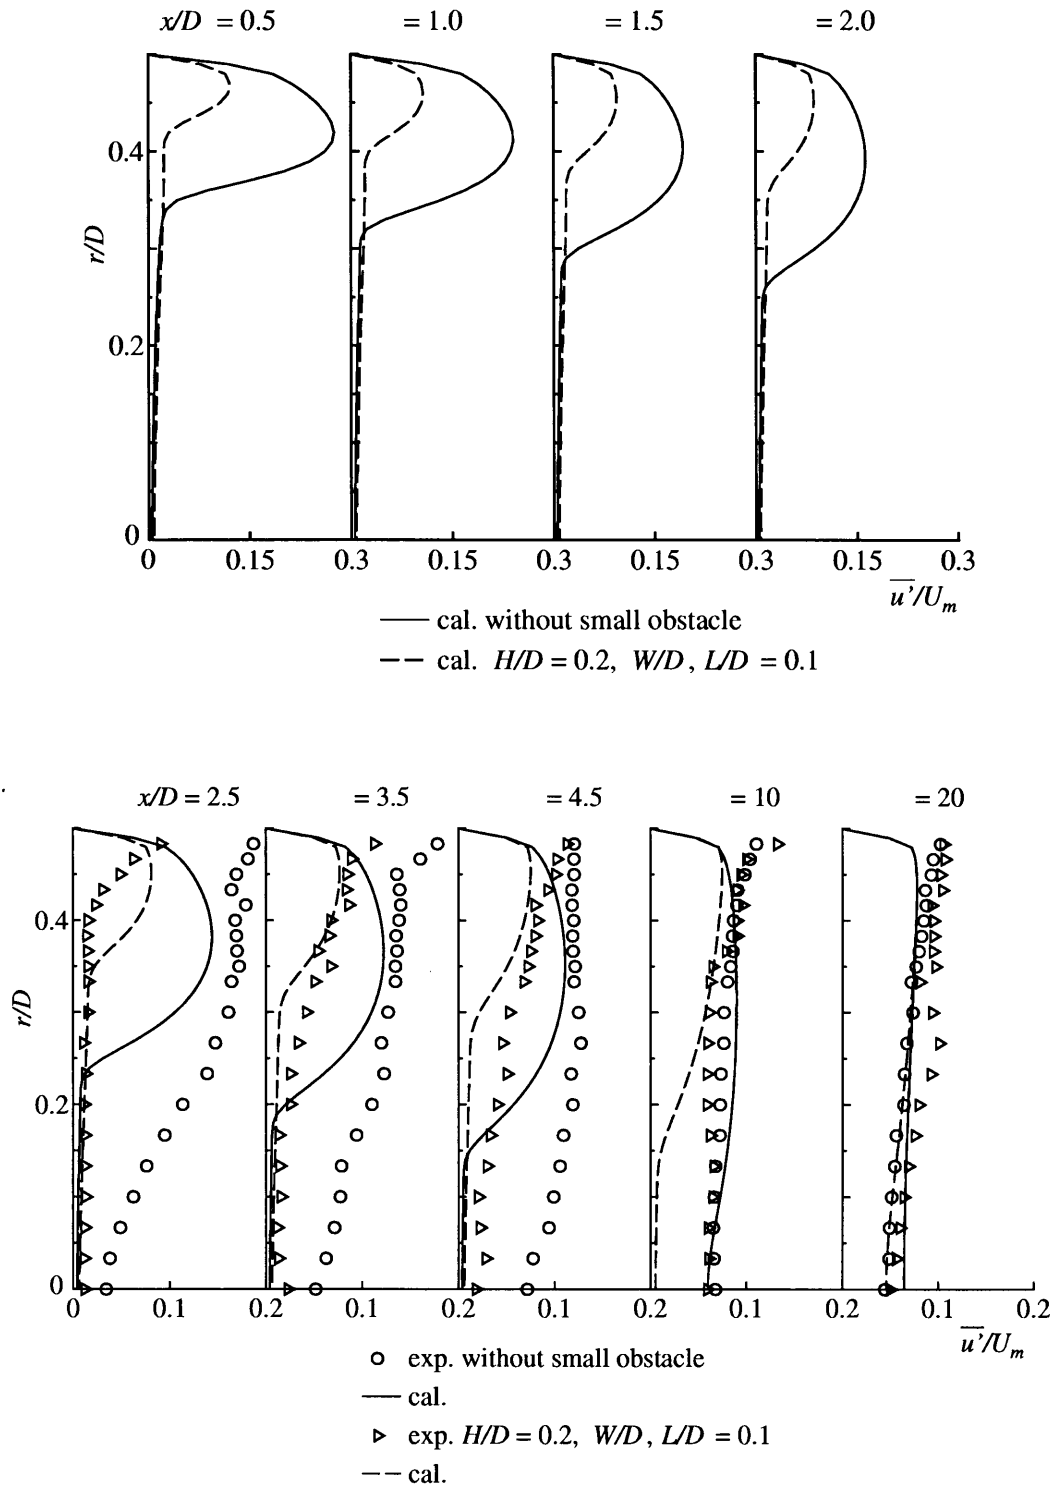 x/D = 0.5 = 1.0 = 1.5 = 2.0
0.4
r/D
0.2
0
0 0.15 0.3 0.15 0.3 0.15 0.3 0.15 0.3
u'/Um
cal. without small obstacle
cal. H/D = 0.2, W/D, L/D = 0.1
x/D = 2.5 = 3.5 = 4.5 = 10 = 20
0.4
r/D
0.2
0
0 0.1 0.2 0.1 0.2 0.1 0.2 0.1 0.2 0.1 0.2
u'/Um
exp. without small obstacle
cal.
exp. H/D = 0.2, W/D, L/D = 0.1
cal.